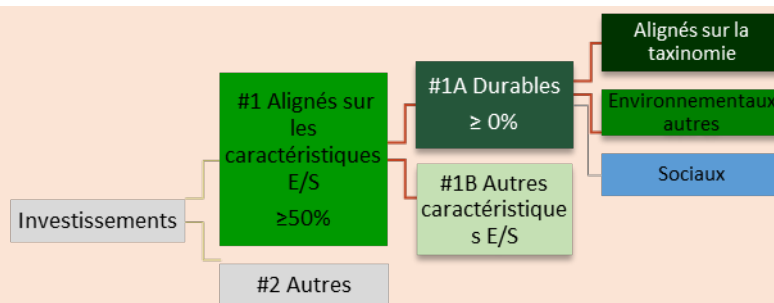 Alignés sur la
taxinomie
#1A Durables
≥ 0%
#1 Alignés sur
les
caractéristiques
E/S
≥50%
Environnementaux
autres
Sociaux
#1B Autres
caractéristique
s E/S
Investissements
#2 Autres